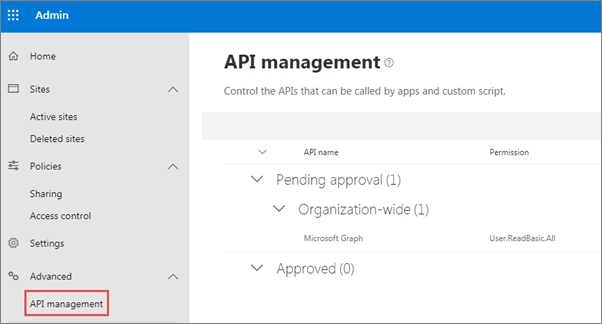 Admin
Home
Sites
Active sites
Deleted sites
Policies
Sharing
Access control
Settings
Advanced
API management
API management
Control the APIs that can be called by apps and custom script.
API name Permission
Pending approval (1)
Organization-wide (1)
Microsoft Graph User.ReadBasic.All
Approved (0)